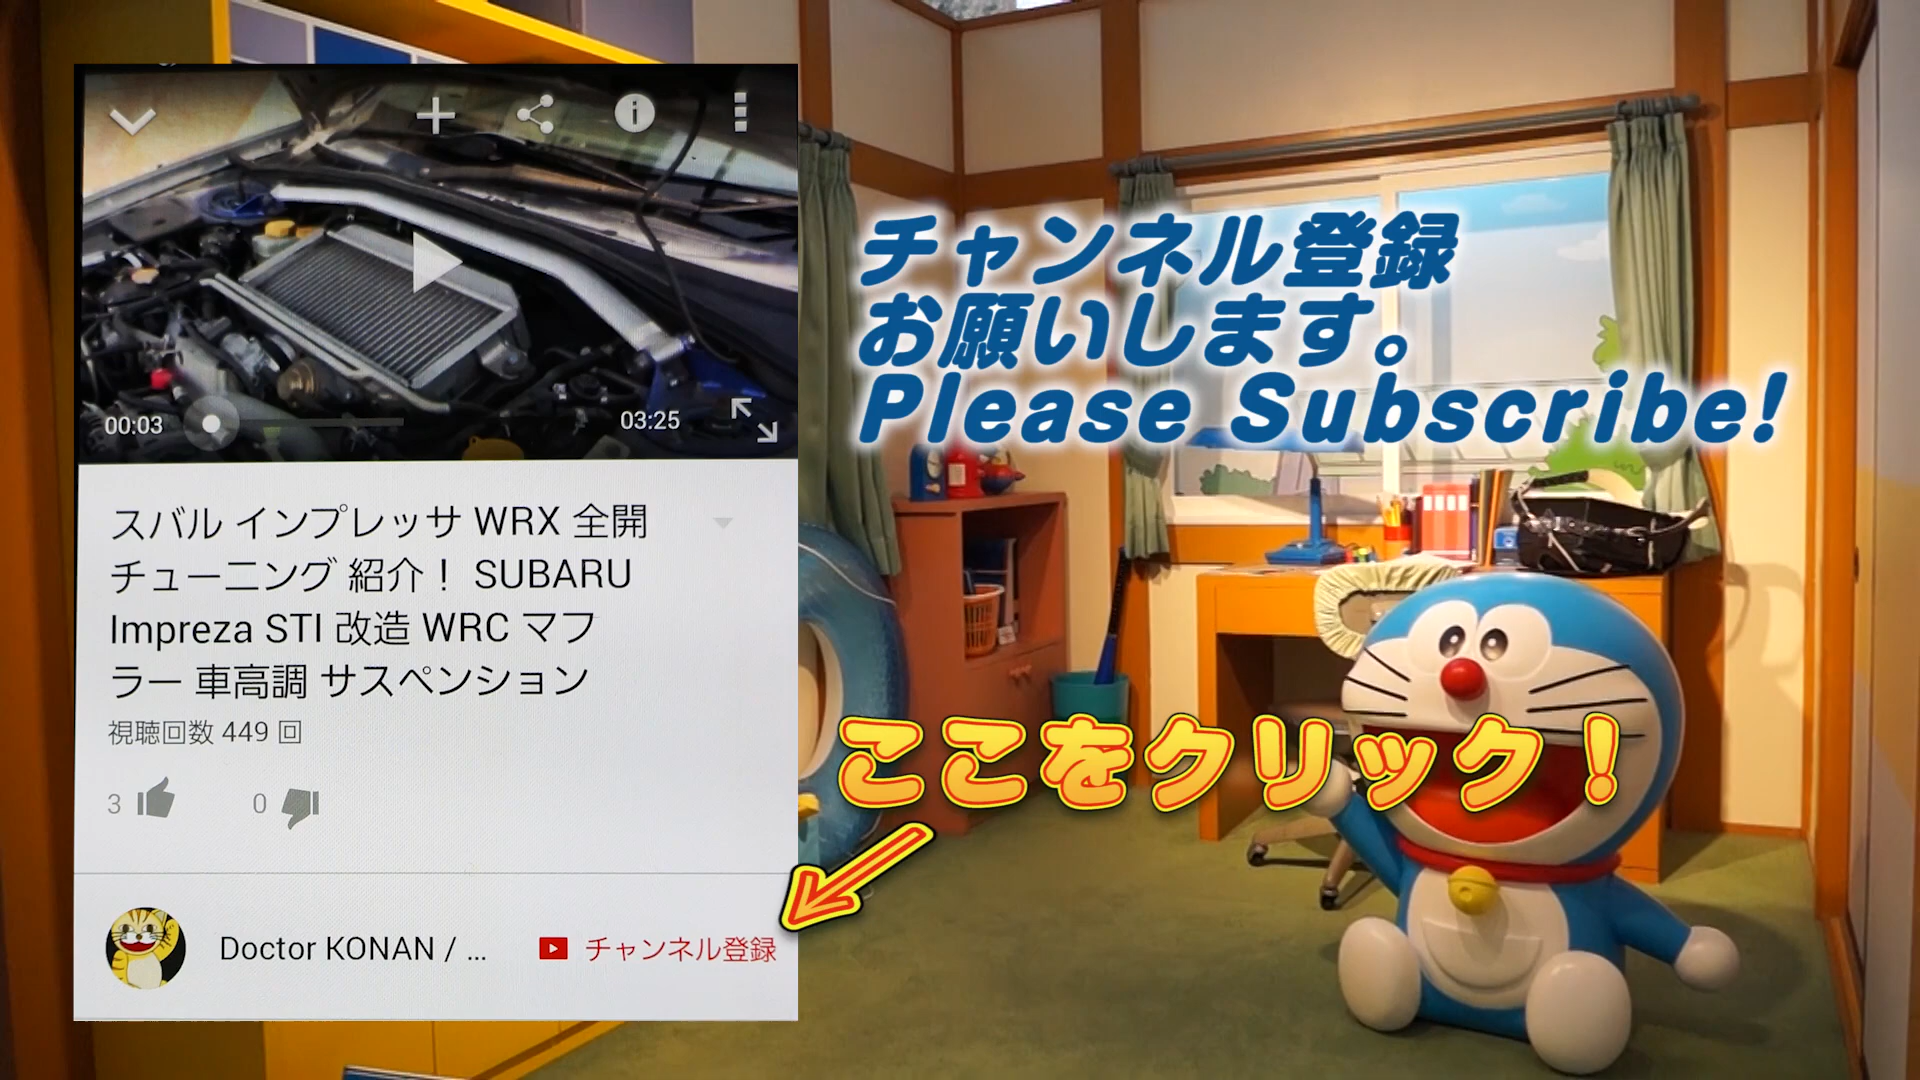 00:03
03:25
スバル インプレッサ WRX 全開
チューニング 紹介！ SUBARU
Impreza STI 改造 WRC マフ
ラー 車高調 サスペンション
視聴回数 449 回
3
0
Doctor KONAN / ...
チャンネル登録
チャンネル登録
お願いします。
Please Subscribe!
ここをクリック！